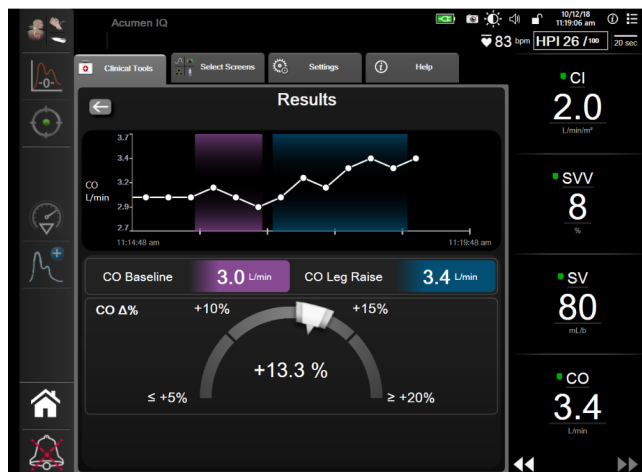 Acumen IQ
10/12/18
11:19:06 am
83 bpm
HPI 26 /100
20 sec
Clinical Tools
Select Screens
Settings
Help
Results
3.7
3.4
3.2
2.9
2.7
CO
L/min
11:14:48 am
11:19:48 am
CO Baseline
3.0 L/min
CO Leg Raise
3.4 L/min
CO Δ%
+10%
+15%
+13.3 %
≤ +5%
≥ +20%
-0-
CI
2.0
L/min/m²
SVV
8
%
SV
80
mL/b
CO
3.4
L/min